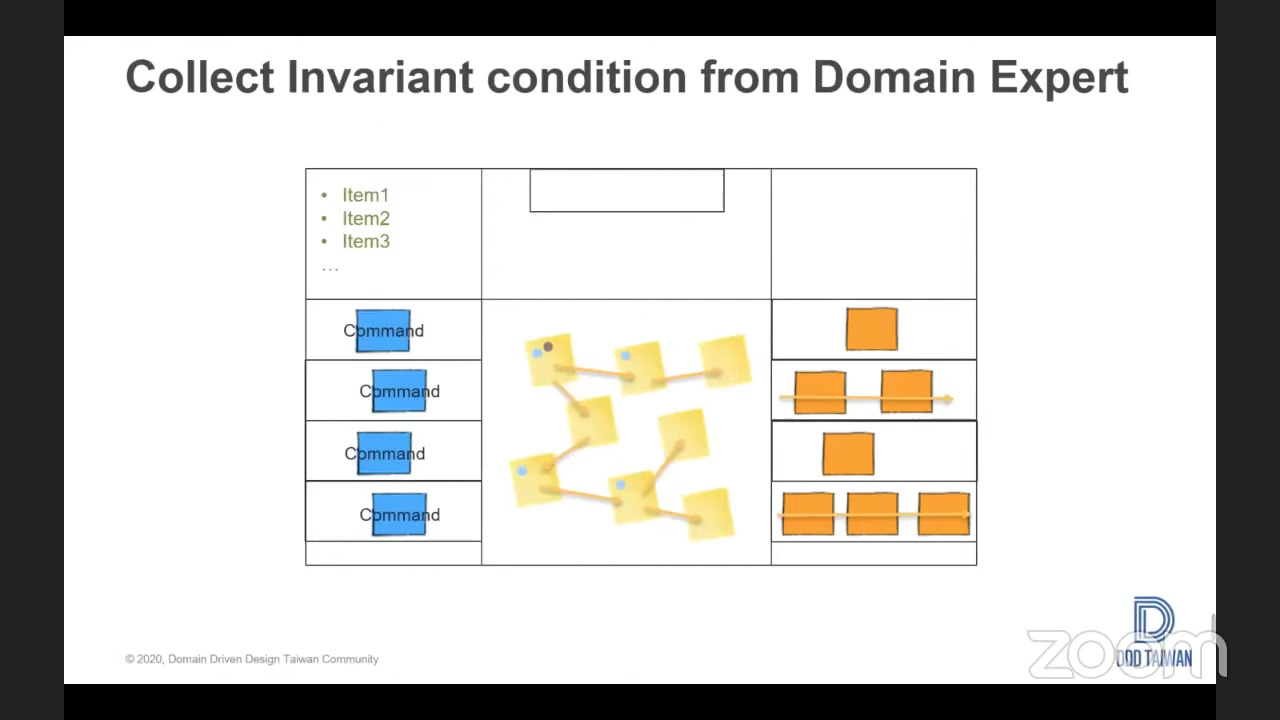 Collect Invariant condition from Domain Expert
• Item1
• Item2
• Item3
...
Command
Command
Command
Command
© 2020, Domain Driven Design Taiwan Community
DDD TAIWAN
zoom